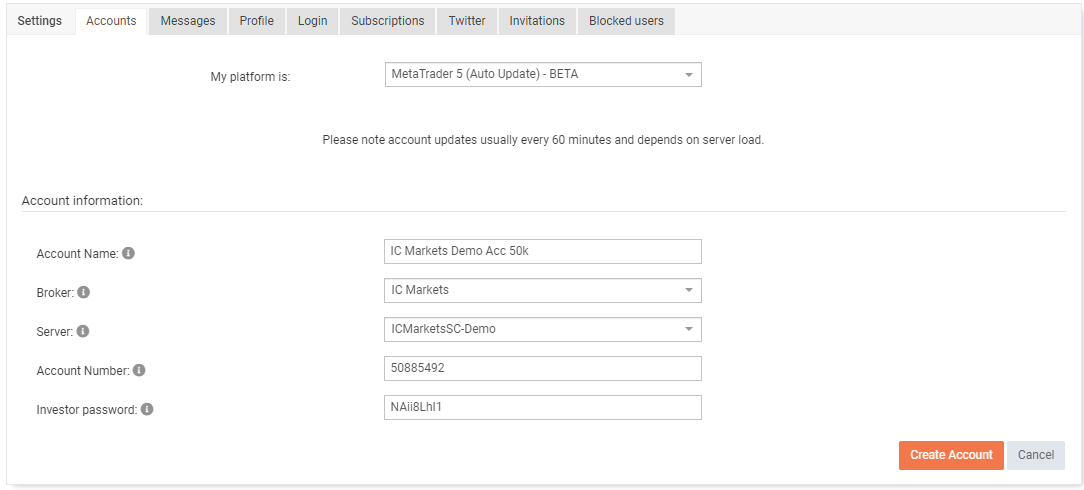 Settings Accounts Messages Profile Login Subscriptions Twitter Invitations Blocked users
My platform is: MetaTrader 5 (Auto Update) - BETA
Please note account updates usually every 60 minutes and depends on server load.
Account information:
Account Name: IC Markets Demo Acc 50k
Broker: IC Markets
Server: ICMarketsSC-Demo
Account Number: 50885492
Investor password: NAii8LhI1
Create Account Cancel